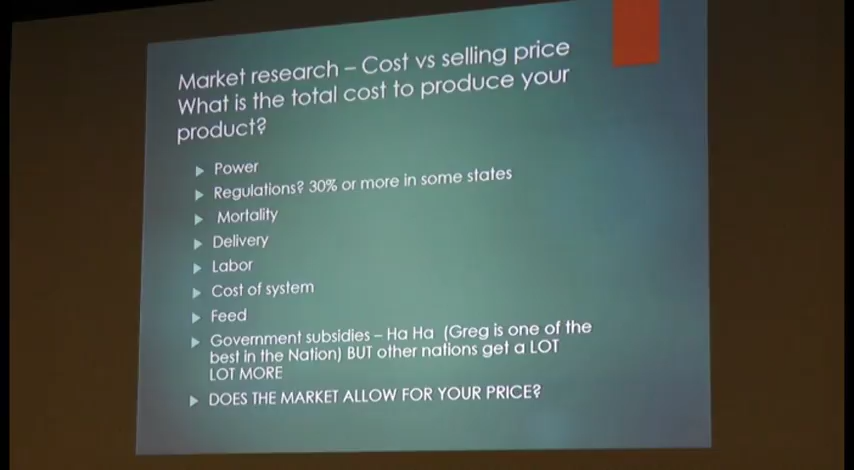 Market research – Cost vs selling price
What is the total cost to produce your
product?
Power
Regulations? 30% or more in some states
Mortality
Delivery
Labor
Cost of system
Feed
Government subsidies – Ha Ha (Greg is one of the
best in the Nation) BUT other nations get a LOT
LOT MORE
DOES THE MARKET ALLOW FOR YOUR PRICE?